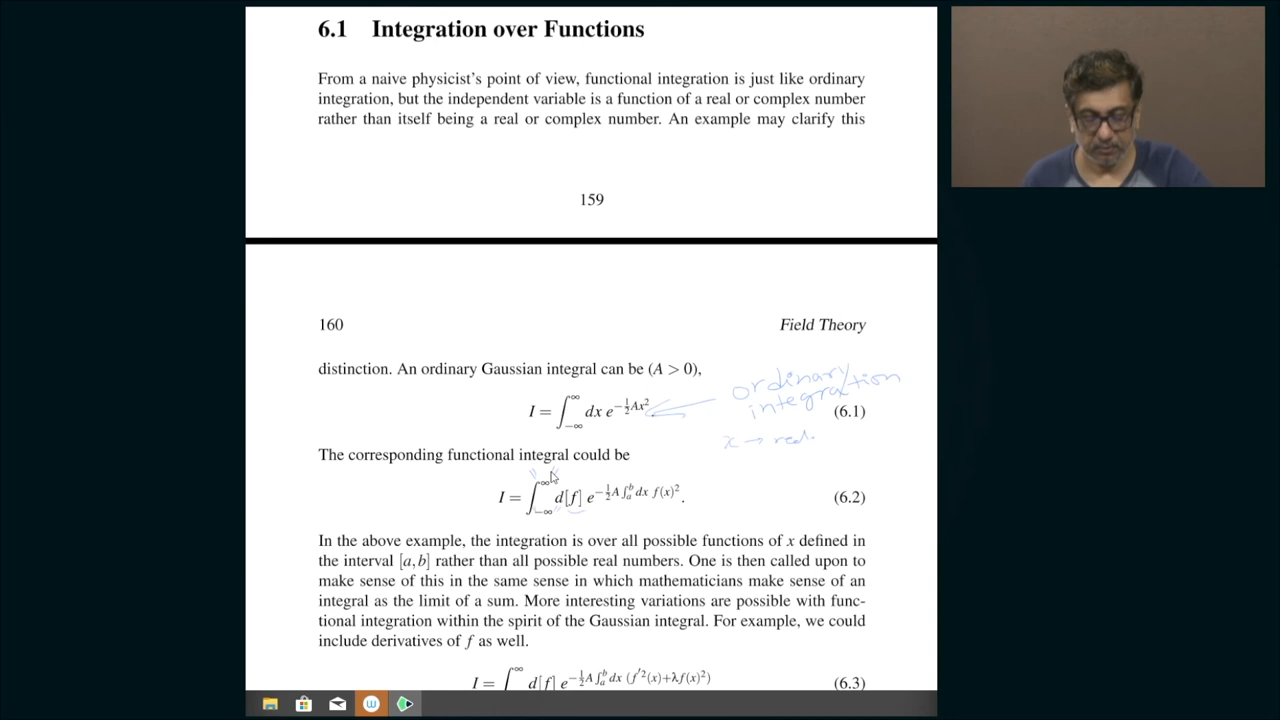 6.1 Integration over Functions
From a naive physicist's point of view, functional integration is just like ordinary
integration, but the independent variable is a function of a real or complex number
rather than itself being a real or complex number. An example may clarify this
159
160 Field Theory
distinction. An ordinary Gaussian integral can be (A > 0),
ordinary
integration
I = ∫_{−∞}^{∞} dx e^{−½Ax²}. (6.1)
x → real.
The corresponding functional integral could be
I = ∫_{−∞}^{∞} d[f] e^{−½A ∫_a^b dx f(x)²}. (6.2)
In the above example, the integration is over all possible functions of x defined in
the interval [a,b] rather than all possible real numbers. One is then called upon to
make sense of this in the same sense in which mathematicians make sense of an
integral as the limit of a sum. More interesting variations are possible with func-
tional integration within the spirit of the Gaussian integral. For example, we could
include derivatives of f as well.
I = ∫^{∞} d[f] e^{−½A ∫_a^b dx (f′²(x)+λf(x)²)} (6.3)